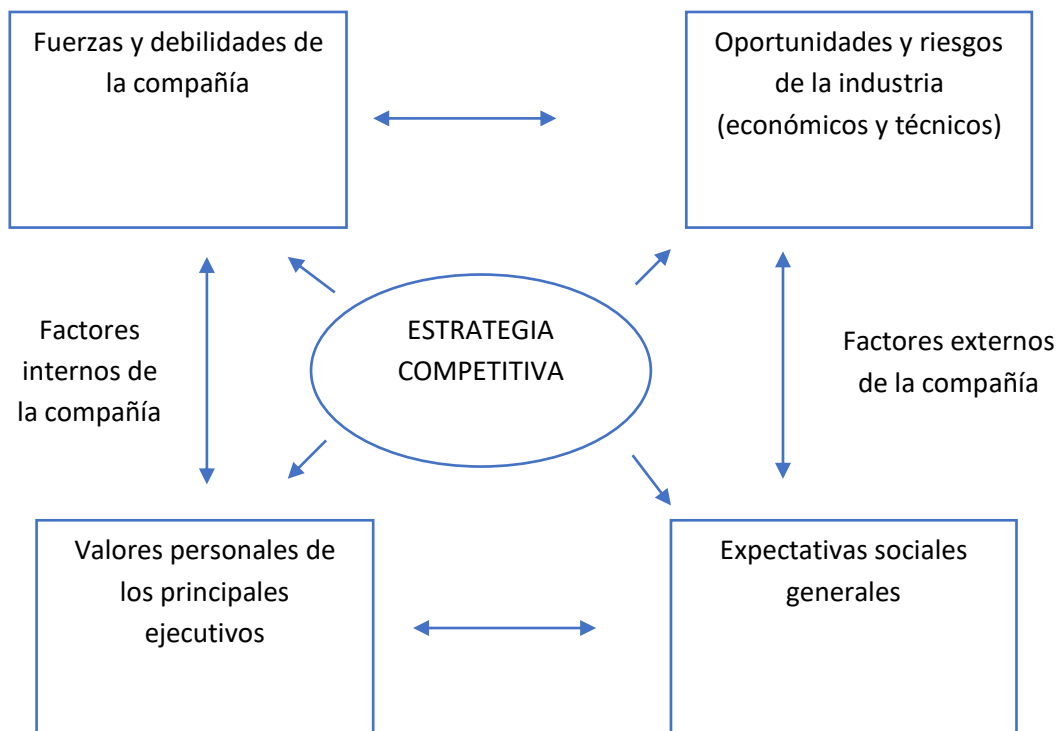 Fuerzas y debilidades de
la compañía
Oportunidades y riesgos
de la industria
(económicos y técnicos)
Factores
internos de
la compañía
ESTRATEGIA
COMPETITIVA
Factores externos
de la compañía
Valores personales de
los principales
ejecutivos
Expectativas sociales
generales